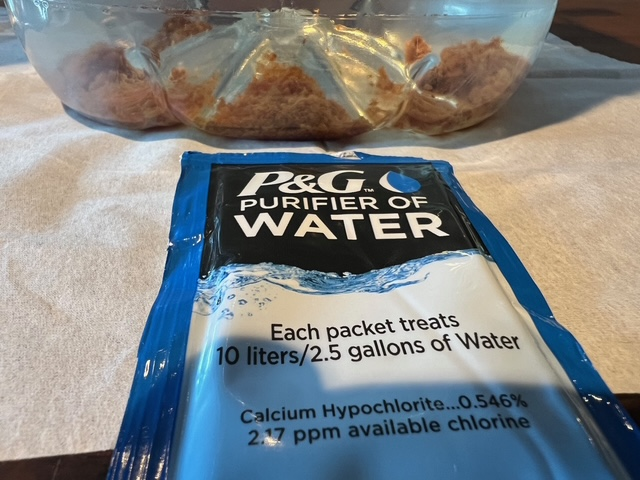 P&G™
PURIFIER OF
WATER
Each packet treats
10 liters/2.5 gallons of Water
Calcium Hypochlorite...0.546%
2.17 ppm available chlorine